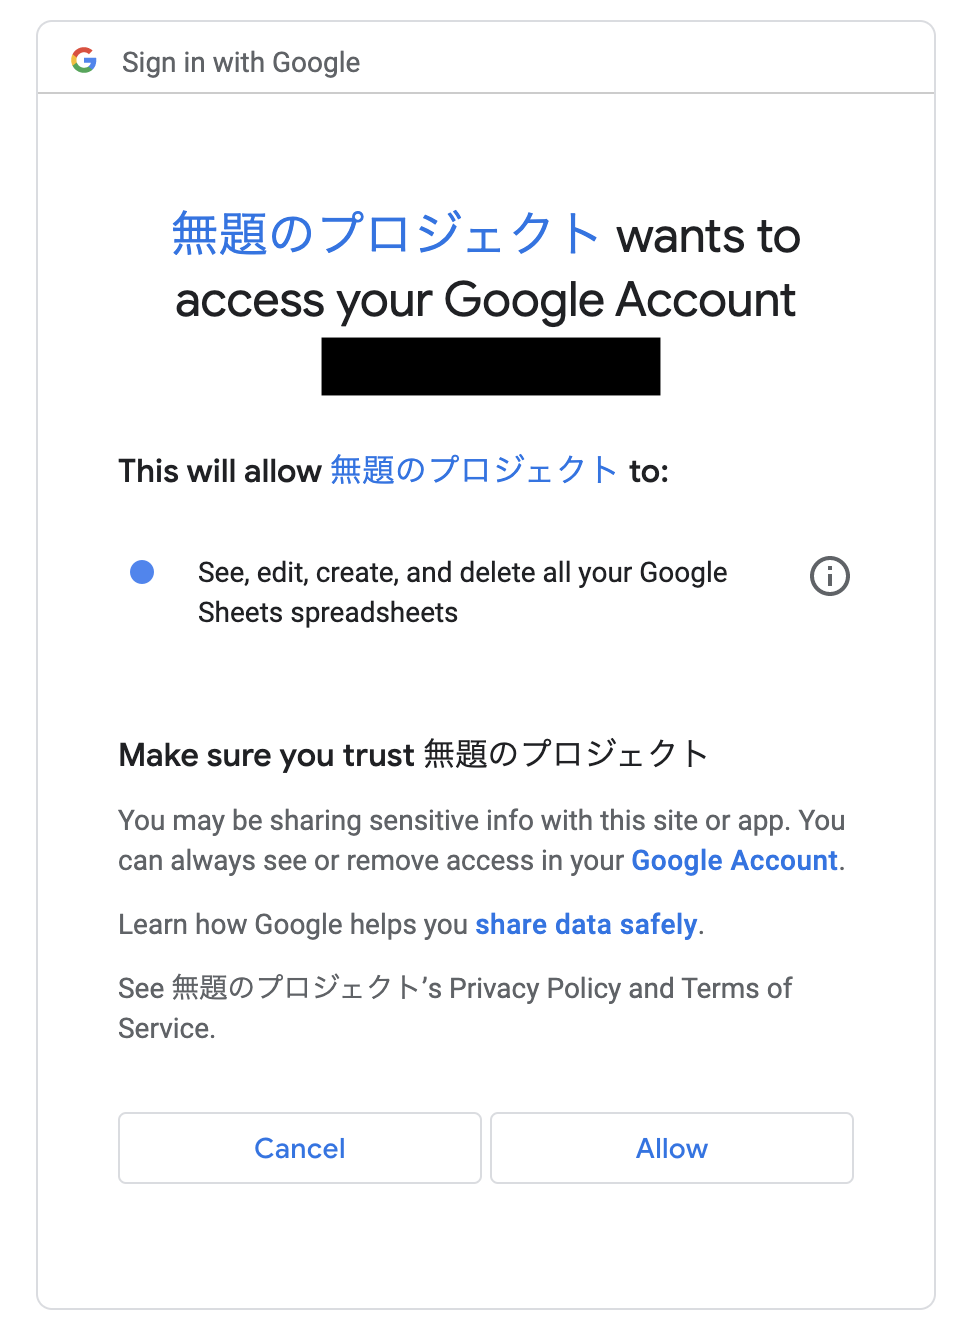 Sign in with Google
無題のプロジェクト wants to
access your Google Account
This will allow 無題のプロジェクト to:
See, edit, create, and delete all your Google
Sheets spreadsheets
Make sure you trust 無題のプロジェクト
You may be sharing sensitive info with this site or app. You
can always see or remove access in your Google Account.
Learn how Google helps you share data safely.
See 無題のプロジェクト’s Privacy Policy and Terms of
Service.
Cancel
Allow